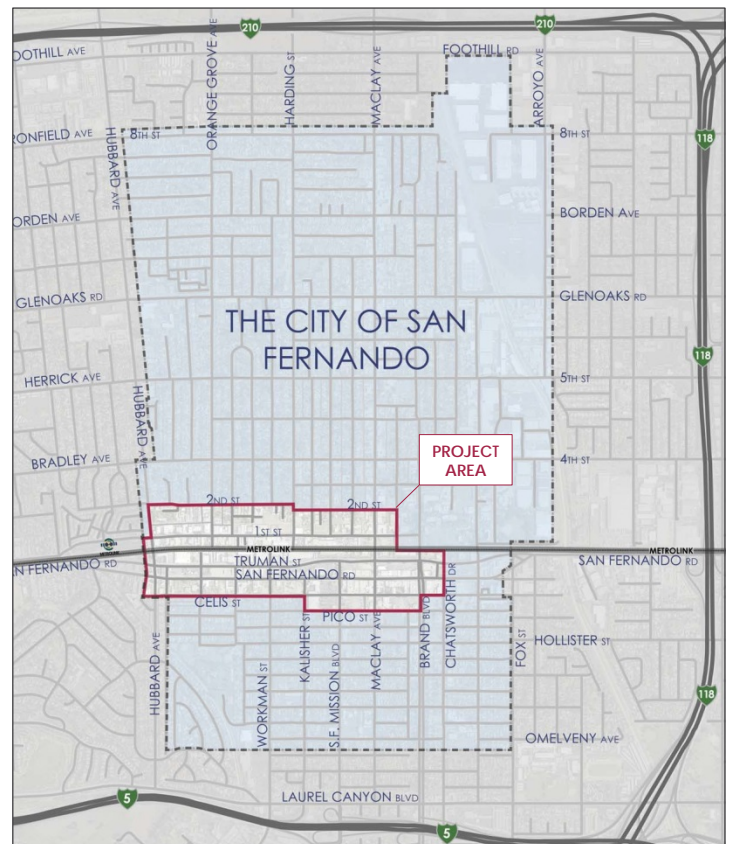 210
210
FOOTHILL AVE
ORANGE GROVE AVE
HARDING ST
MACLAY AVE
FOOTHILL RD
ARROYO AVE
118
RONFIELD AVE
HUBBARD AVE
8TH ST
8TH ST
ORDEN AVE
BORDEN AVE
GLENOAKS RD
GLENOAKS RD
THE CITY OF SAN
FERNANDO
118
HERRICK AVE
5TH ST
HUBBARD AVE
BRADLEY AVE
4TH ST
PROJECT
AREA
2ND ST
2ND ST
1ST ST
METROLINK
METROLINK
TRUMAN ST
AN FERNANDO RD
SAN FERNANDO RD
SAN FERNANDO RD
CELIS ST
PICO ST
HUBBARD AVE
WORKMAN ST
KALISHER ST
S.F. MISSION BLVD
MACLAY AVE
BRAND BLVD
CHATSWORTH DR
FOX ST
HOLLISTER ST
118
OMELVENY AVE
LAUREL CANYON BLVD
5
5